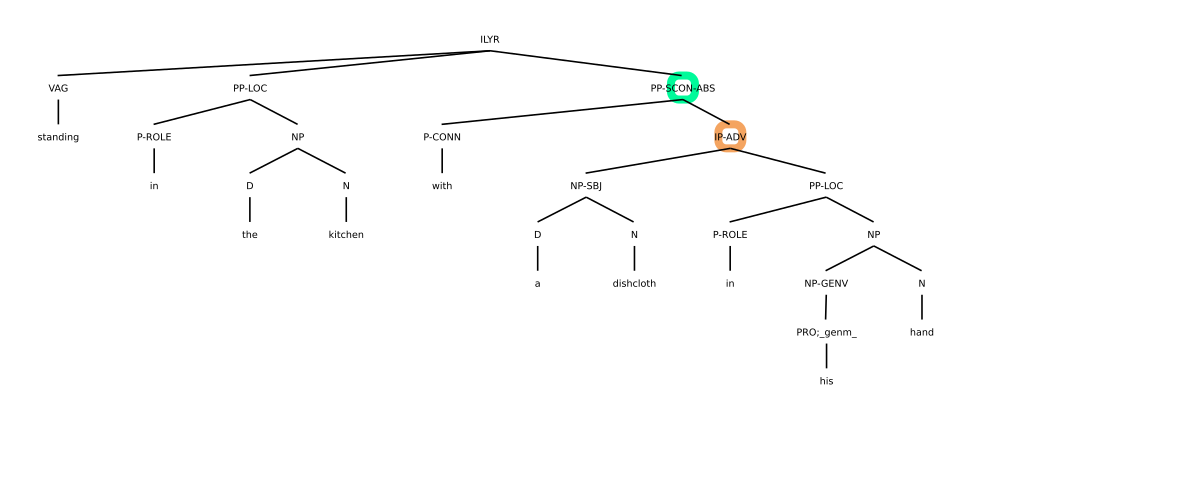 ILYR
VAG PP-LOC PP-SCON-ABS
standing P-ROLE NP P-CONN IP-ADV
in D N with NP-SBJ PP-LOC
the kitchen D N P-ROLE NP
a dishcloth in NP-GENV N
PRO;_genm_ hand
his